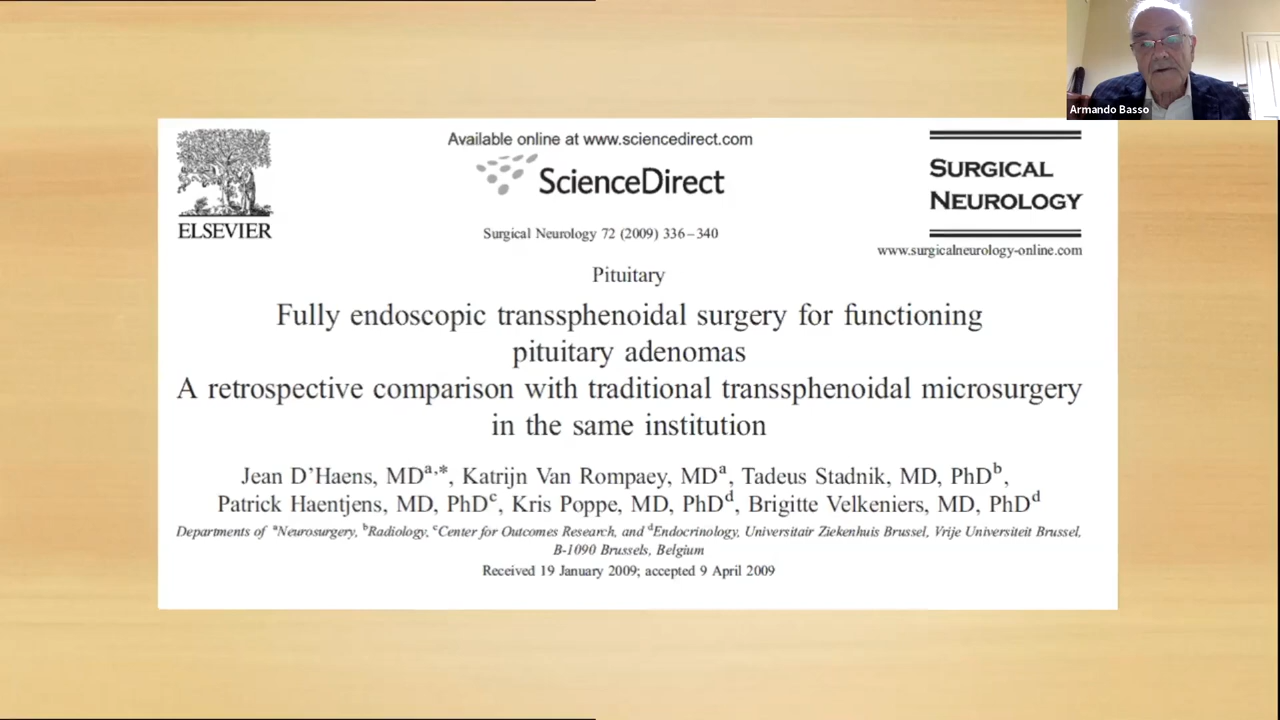 Armando Basso
ELSEVIER
Available online at www.sciencedirect.com
ScienceDirect
Surgical Neurology 72 (2009) 336–340
SURGICAL
NEUROLOGY
www.surgicalneurology-online.com
Pituitary
Fully endoscopic transsphenoidal surgery for functioning
pituitary adenomas
A retrospective comparison with traditional transsphenoidal microsurgery
in the same institution
Jean D'Haens, MDa,*, Katrijn Van Rompaey, MDa, Tadeus Stadnik, MD, PhDb,
Patrick Haentjens, MD, PhDc, Kris Poppe, MD, PhDd, Brigitte Velkeniers, MD, PhDd
Departments of aNeurosurgery, bRadiology, cCenter for Outcomes Research, and dEndocrinology, Universitair Ziekenhuis Brussel, Vrije Universiteit Brussel,
B-1090 Brussels, Belgium
Received 19 January 2009; accepted 9 April 2009